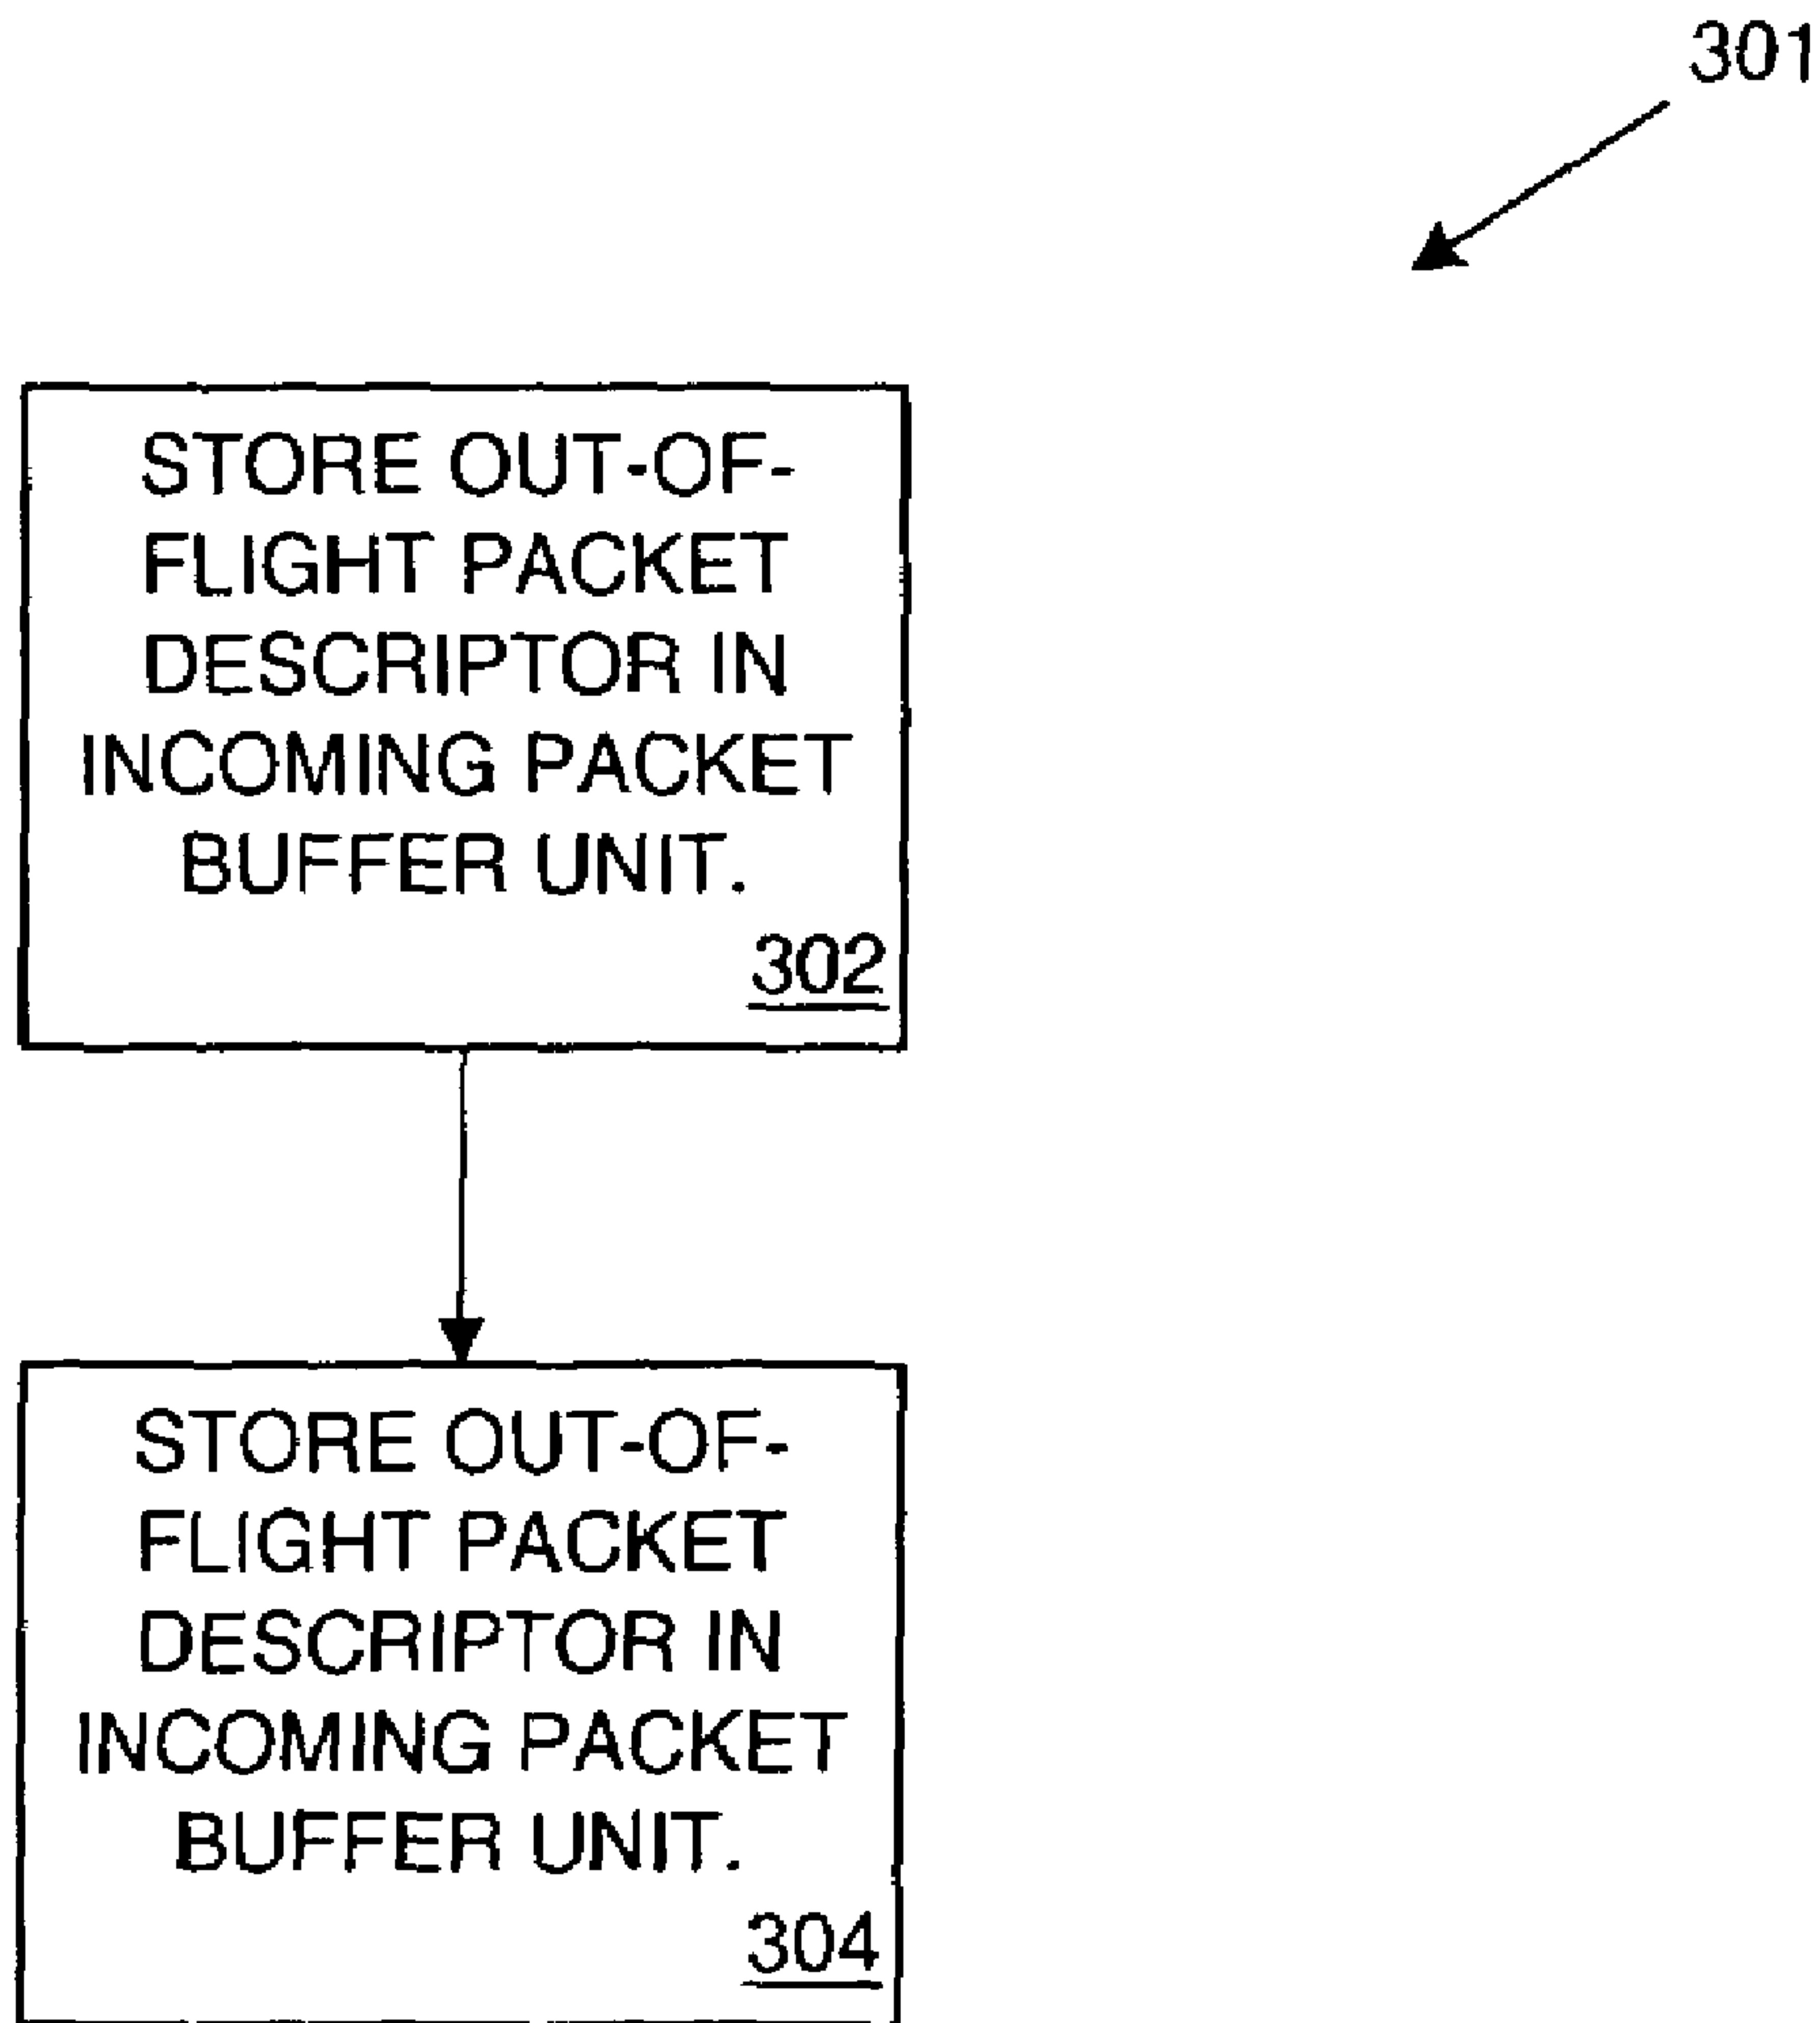 301
STORE OUT-OF-
FLIGHT PACKET
DESCRIPTOR IN
INCOMING PACKET
BUFFER UNIT.
302
STORE OUT-OF-
FLIGHT PACKET
DESCRIPTOR IN
INCOMING PACKET
BUFFER UNIT.
304